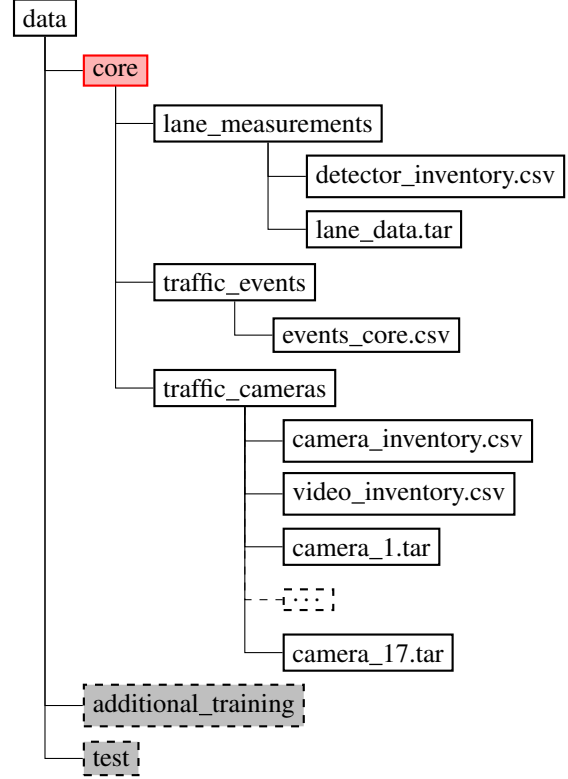 data
core
lane_measurements
detector_inventory.csv
lane_data.tar
traffic_events
events_core.csv
traffic_cameras
camera_inventory.csv
video_inventory.csv
camera_1.tar
...
camera_17.tar
additional_training
test